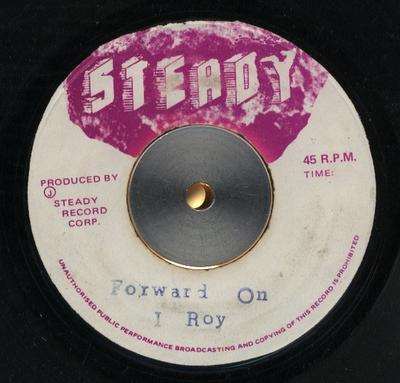 STEADY
45 R.P.M.
TIME:
PRODUCED BY
J
STEADY
RECORD
CORP.
Forward On
I Roy
UNAUTHORISED PUBLIC PERFORMANCE BROADCASTING AND COPYING OF THIS RECORD IS PROHIBITED